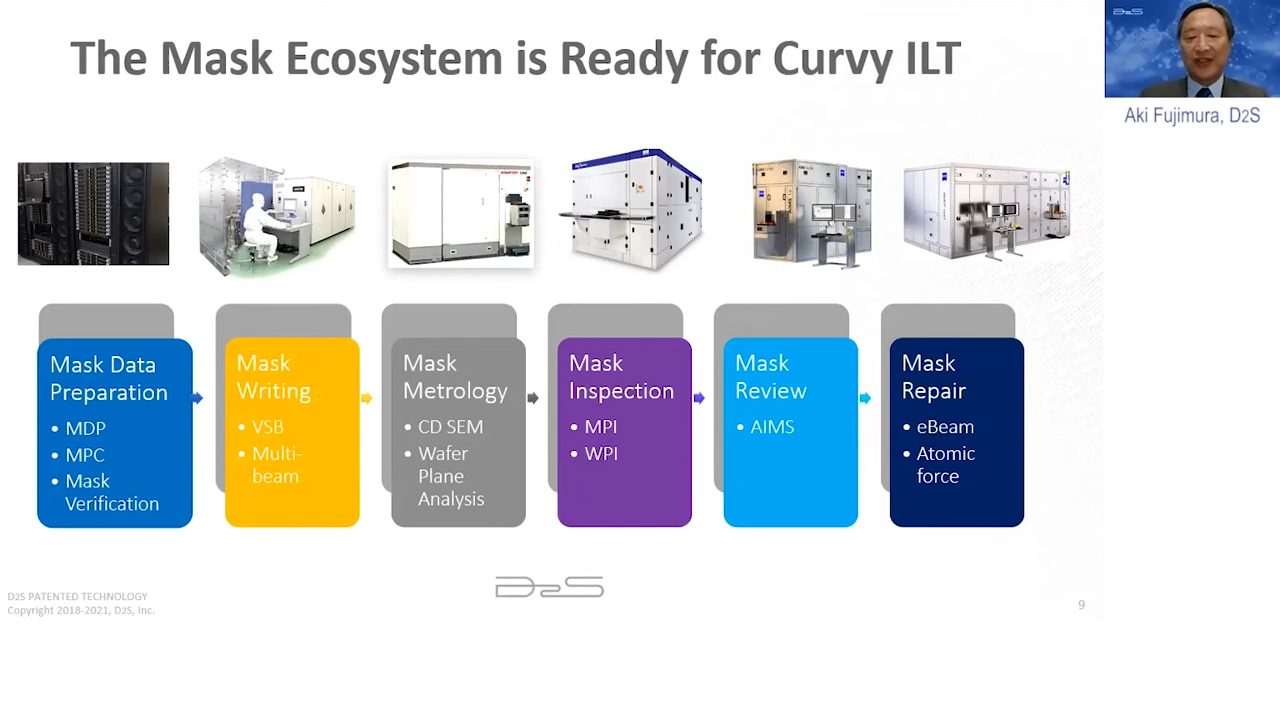 The Mask Ecosystem is Ready for Curvy ILT
D2S
Aki Fujimura, D2S
Mask Data
Preparation
• MDP
• MPC
• Mask
Verification
Mask
Writing
• VSB
• Multi-
beam
Mask
Metrology
• CD SEM
• Wafer
Plane
Analysis
Mask
Inspection
• MPI
• WPI
Mask
Review
• AIMS
Mask
Repair
• eBeam
• Atomic
force
D2S PATENTED TECHNOLOGY
Copyright 2018-2021, D2S, Inc.
D2S
9